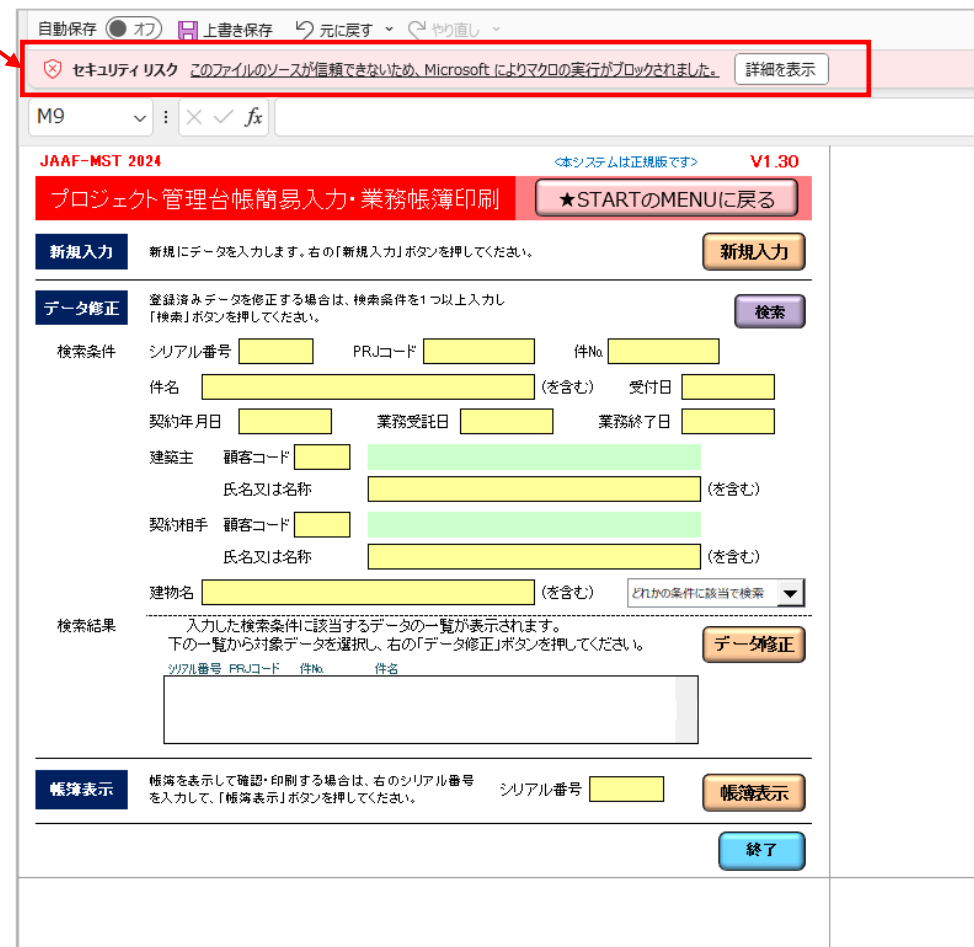 自動保存 オフ 上書き保存 元に戻す やり直し
セキュリティ リスク このファイルのソースが信頼できないため、Microsoft によりマクロの実行がブロックされました。 詳細を表示
M9 fx
JAAF-MST 2024 <本システムは正規版です> V1.30
プロジェクト管理台帳簡易入力・業務帳簿印刷 ★STARTのMENUに戻る
新規入力 新規にデータを入力します。右の「新規入力」ボタンを押してください。 新規入力
データ修正 登録済みデータを修正する場合は、検索条件を1つ以上入力し
「検索」ボタンを押してください。 検索
検索条件 シリアル番号 PRJコード 件No.
件名 (を含む) 受付日
契約年月日 業務受託日 業務終了日
建築主 顧客コード
氏名又は名称 (を含む)
契約相手 顧客コード
氏名又は名称 (を含む)
建物名 (を含む) どれかの条件に該当で検索
検索結果 入力した検索条件に該当するデータの一覧が表示されます。
下の一覧から対象データを選択し、右の「データ修正」ボタンを押してください。 データ修正
シリアル番号 PRJコード 件No. 件名
帳簿表示 帳簿を表示して確認・印刷する場合は、右のシリアル番号
を入力して、「帳簿表示」ボタンを押してください。 シリアル番号 帳簿表示
終了